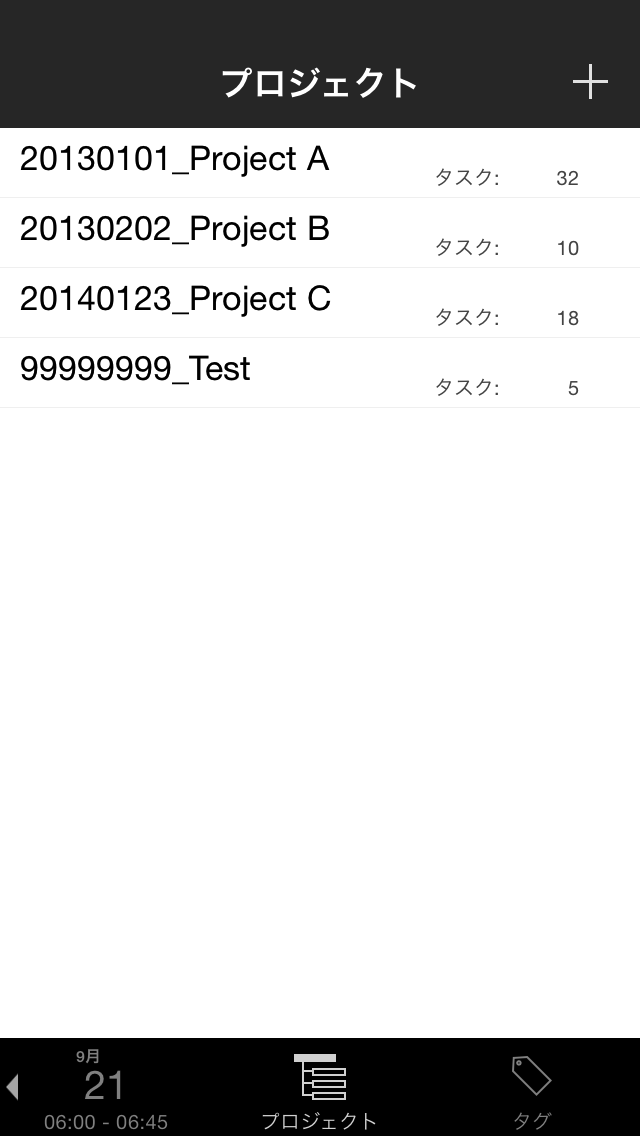 プロジェクト
20130101_Project A
タスク: 32
20130202_Project B
タスク: 10
20140123_Project C
タスク: 18
99999999_Test
タスク: 5
9月
21
06:00 - 06:45
プロジェクト
タグ